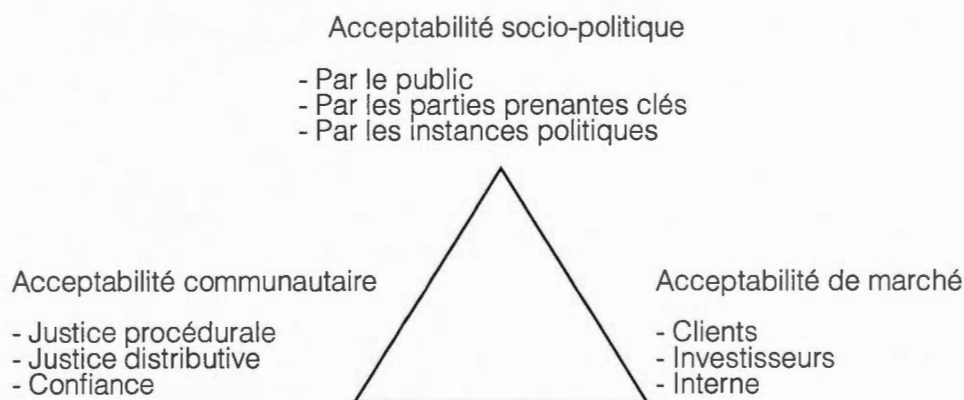 Acceptabilité socio-politique
- Par le public
- Par les parties prenantes clés
- Par les instances politiques
Acceptabilité communautaire
- Justice procédurale
- Justice distributive
- Confiance
Acceptabilité de marché
- Clients
- Investisseurs
- Interne